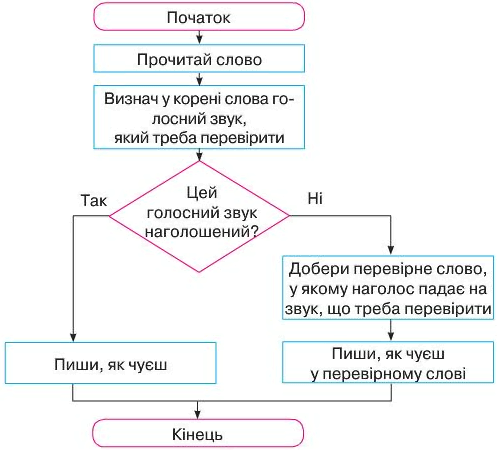 Початок
Прочитай слово
Визнач у корені слова го-
лосний звук,
який треба перевірити
Так
Цей
голосний звук
наголошений?
Ні
Добери перевірне слово,
у якому наголос падає на
звук, що треба перевірити
Пиши, як чуєш
Пиши, як чуєш
у перевірному слові
Кінець